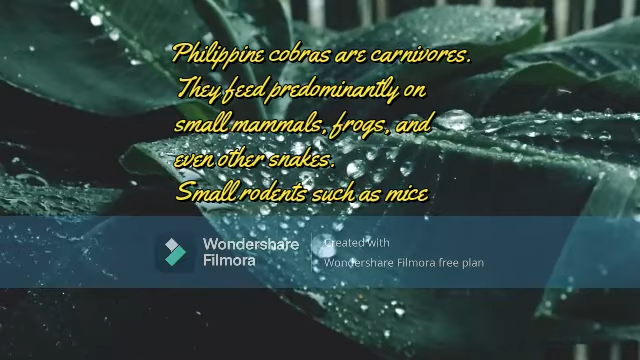 Philippine cobras are carnivores.
They feed predominantly on
small mammals, frogs, and
even other snakes.
Small rodents such as mice
Wondershare
Filmora
Created with
Wondershare Filmora free plan